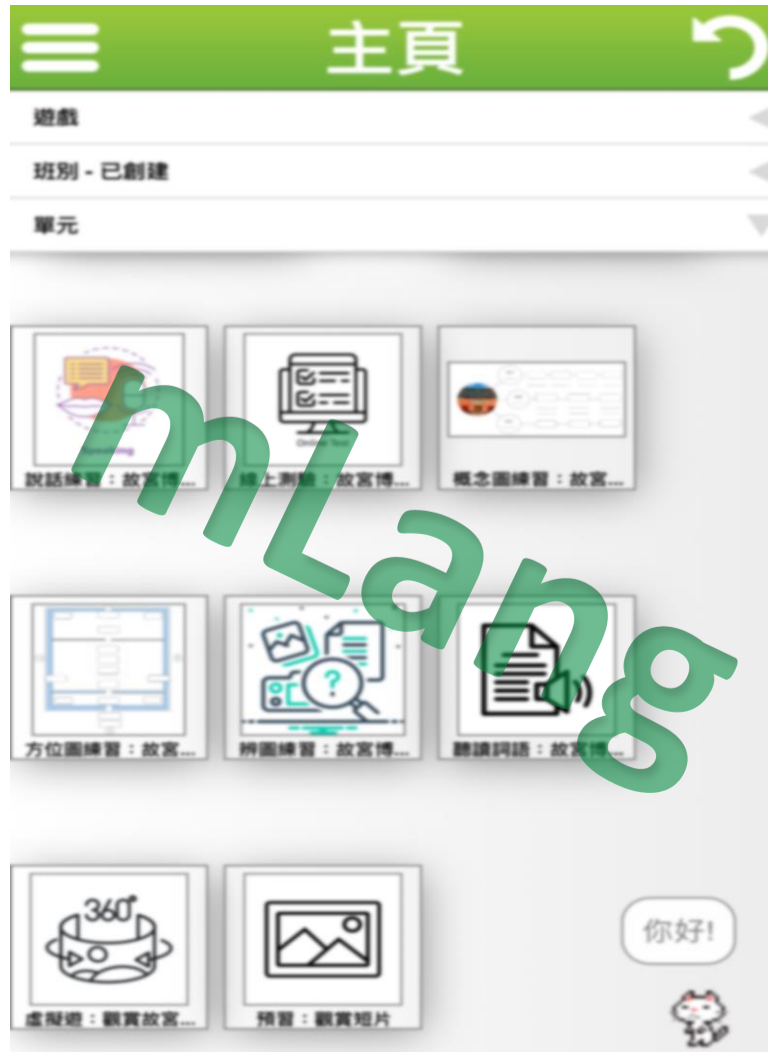 主頁
遊戲
班別 - 已創建
單元
Speaking
Online Test
說話練習：故宮博...
線上測驗：故宮博...
概念圖練習：故宮...
mLang
?
方位圖練習：故宮...
辨圖練習：故宮博...
聽讀詞語：故宮博...
360°
你好!
虛擬遊：觀賞故宮...
預習：觀賞短片